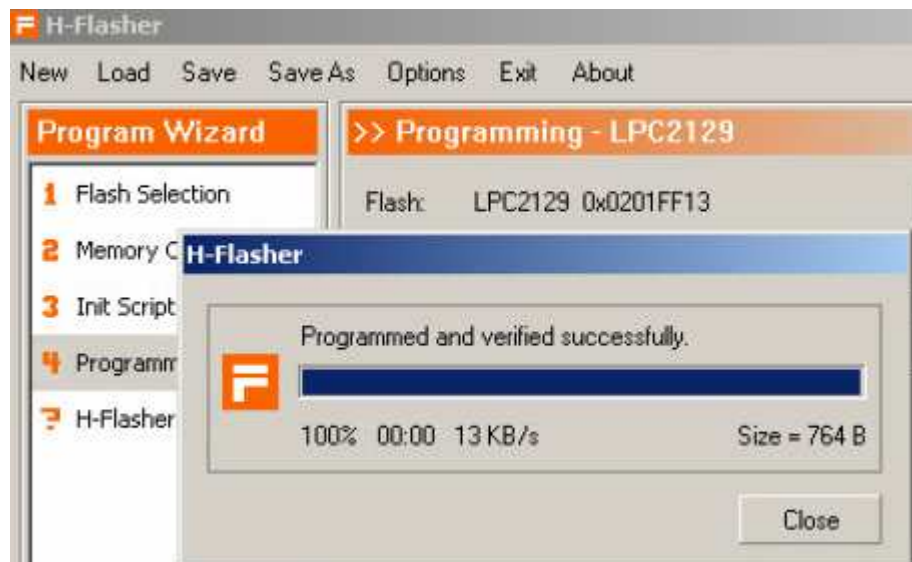 H-Flasher
New Load Save Save As Options Exit About
Program Wizard
>> Programming - LPC2129
1 Flash Selection
Flash: LPC2129 0x0201FF13
2 Memory C
H-Flasher
3 Init Script
Programmed and verified successfully.
4 Programm
? H-Flasher
100% 00:00 13 KB/s Size = 764 B
Close